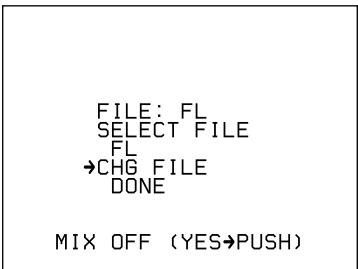 FILE: FL
SELECT FILE
FL
→CHG FILE
DONE
MIX OFF (YES→PUSH)